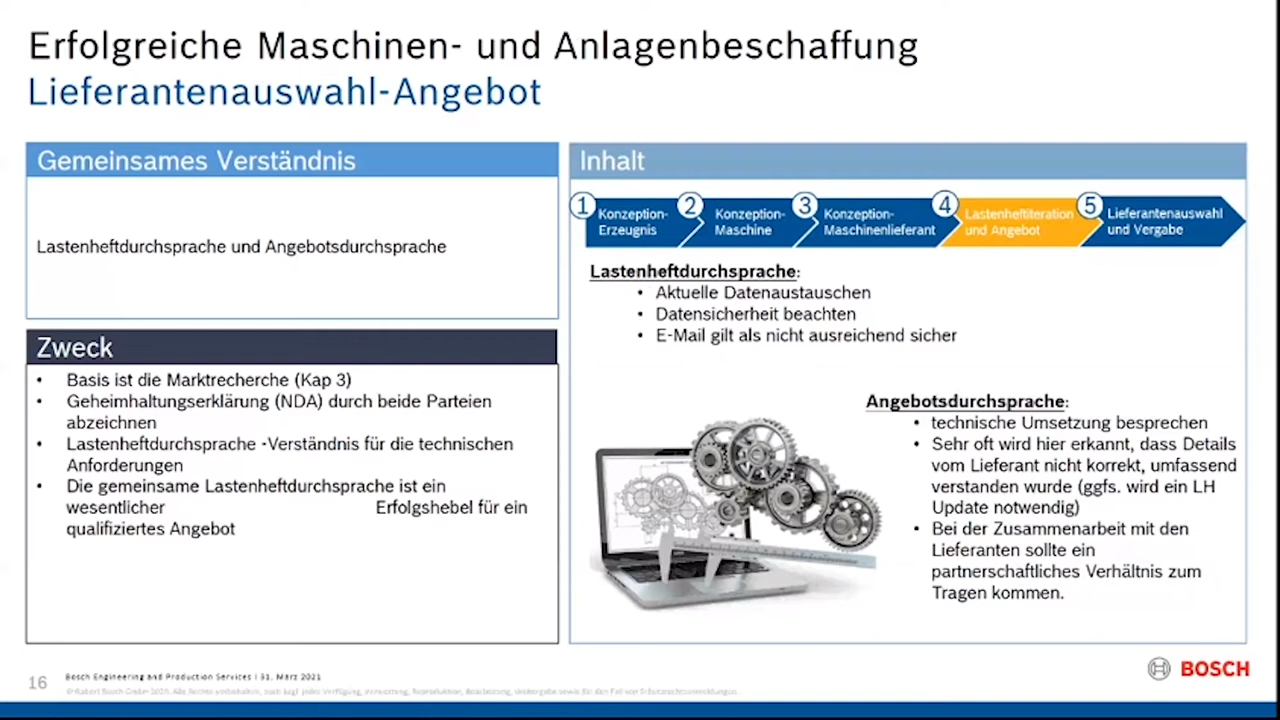 Erfolgreiche Maschinen- und Anlagenbeschaffung
Lieferantenauswahl-Angebot
Gemeinsames Verständnis
Lastenheftdurchsprache und Angebotsdurchsprache
Zweck
• Basis ist die Marktrecherche (Kap 3)
• Geheimhaltungserklärung (NDA) durch beide Parteien
abzeichnen
• Lastenheftdurchsprache -Verständnis für die technischen
Anforderungen
• Die gemeinsame Lastenheftdurchsprache ist ein
wesentlicher Erfolgshebel für ein
qualifiziertes Angebot
Inhalt
1 Konzeption-
Erzeugnis
2 Konzeption-
Maschine
3 Konzeption-
Maschinenlieferant
4 Lastenheftiteration
und Angebot
5 Lieferantenauswahl
und Vergabe
Lastenheftdurchsprache:
• Aktuelle Datenaustauschen
• Datensicherheit beachten
• E-Mail gilt als nicht ausreichend sicher
Angebotsdurchsprache:
• technische Umsetzung besprechen
• Sehr oft wird hier erkannt, dass Details
vom Lieferant nicht korrekt, umfassend
verstanden wurde (ggfs. wird ein LH
Update notwendig)
• Bei der Zusammenarbeit mit den
Lieferanten sollte ein
partnerschaftliches Verhältnis zum
Tragen kommen.
16
Bosch Engineering and Production Services | 31. März 2021
BOSCH